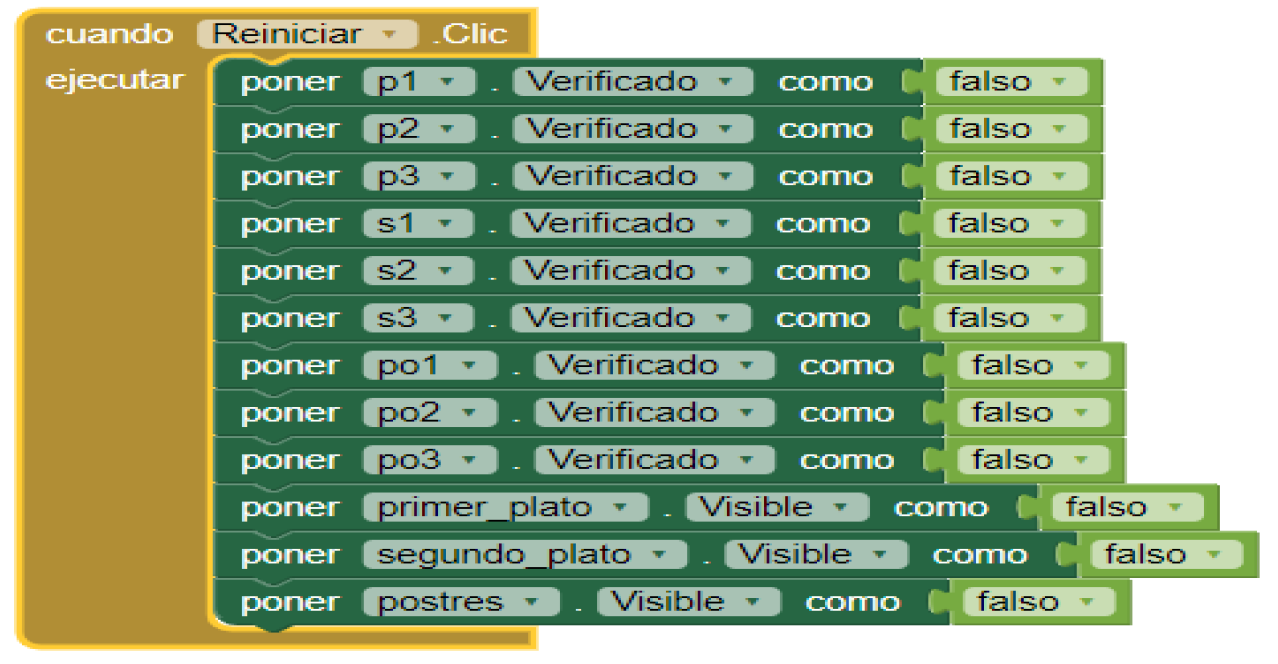 cuando Reiniciar .Clic
ejecutar poner p1 . Verificado como falso
poner p2 . Verificado como falso
poner p3 . Verificado como falso
poner s1 . Verificado como falso
poner s2 . Verificado como falso
poner s3 . Verificado como falso
poner po1 . Verificado como falso
poner po2 . Verificado como falso
poner po3 . Verificado como falso
poner primer_plato . Visible como falso
poner segundo_plato . Visible como falso
poner postres . Visible como falso